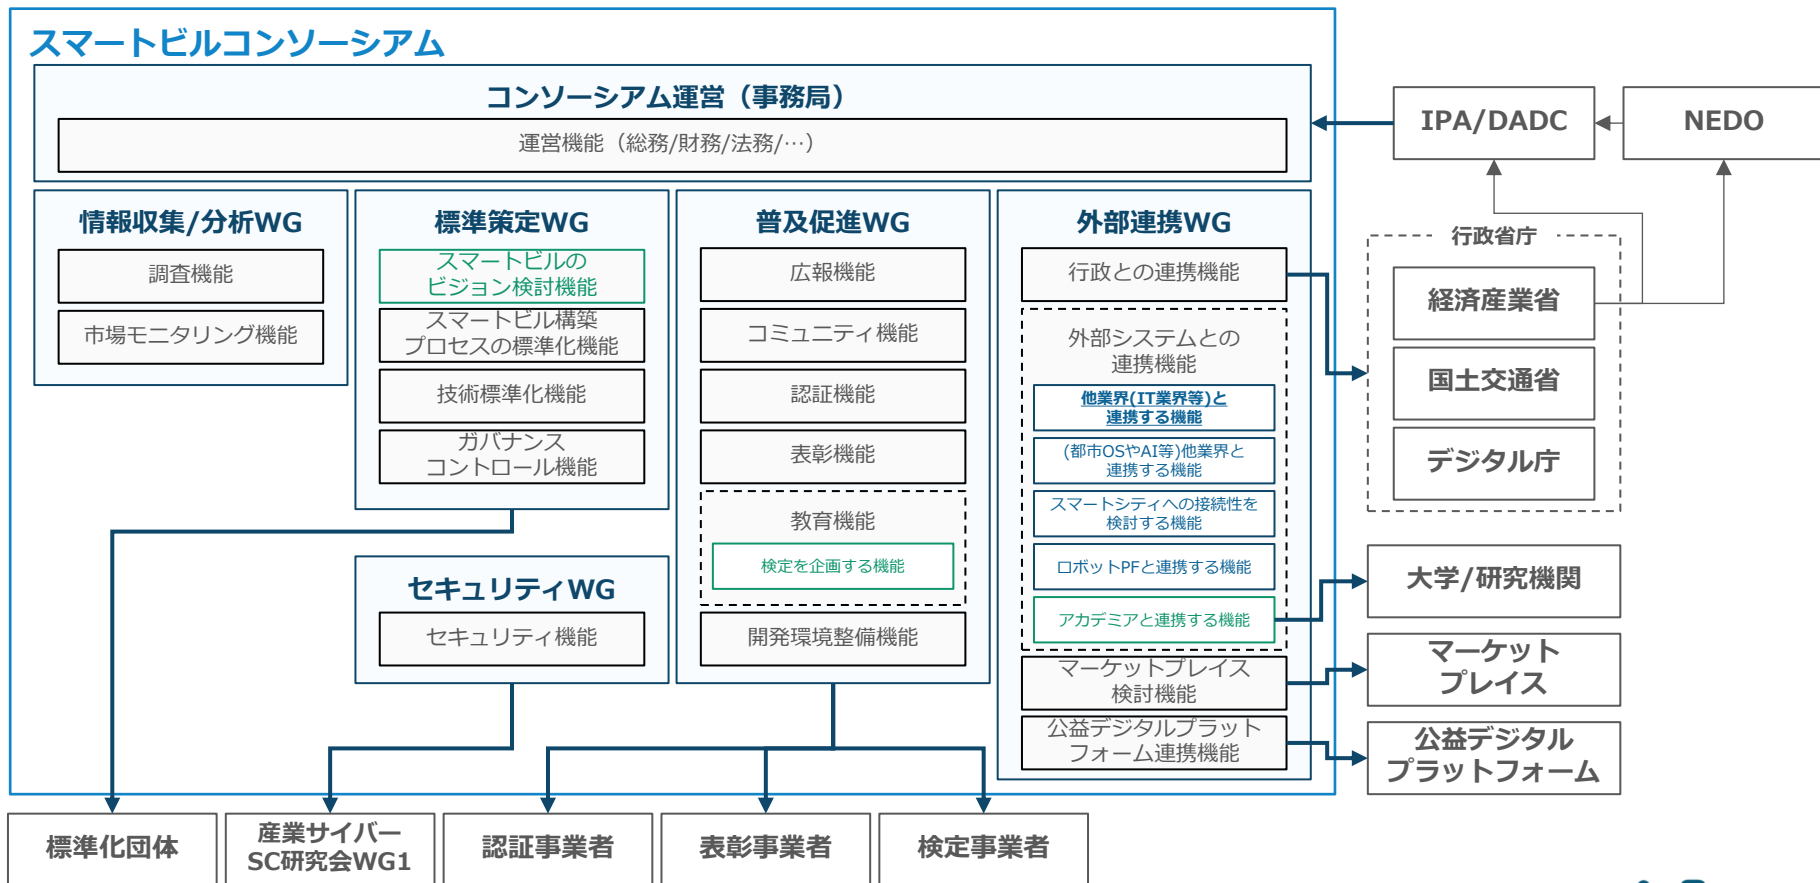 スマートビルコンソーシアム
コンソーシアム運営（事務局）
運営機能（総務/財務/法務/…）
IPA/DADC
NEDO
情報収集/分析WG
調査機能
市場モニタリング機能
標準策定WG
スマートビルの
ビジョン検討機能
スマートビル構築
プロセスの標準化機能
技術標準化機能
ガバナンス
コントロール機能
セキュリティWG
セキュリティ機能
普及促進WG
広報機能
コミュニティ機能
認証機能
表彰機能
教育機能
検定を企画する機能
開発環境整備機能
外部連携WG
行政との連携機能
外部システムとの
連携機能
他業界(IT業界等)と
連携する機能
(都市OSやAI等)他業界と
連携する機能
スマートシティへの接続性を
検討する機能
ロボットPFと連携する機能
アカデミアと連携する機能
マーケットプレイス
検討機能
公益デジタルプラット
フォーム連携機能
行政省庁
経済産業省
国土交通省
デジタル庁
大学/研究機関
マーケット
プレイス
公益デジタル
プラットフォーム
標準化団体
産業サイバー
SC研究会WG1
認証事業者
表彰事業者
検定事業者